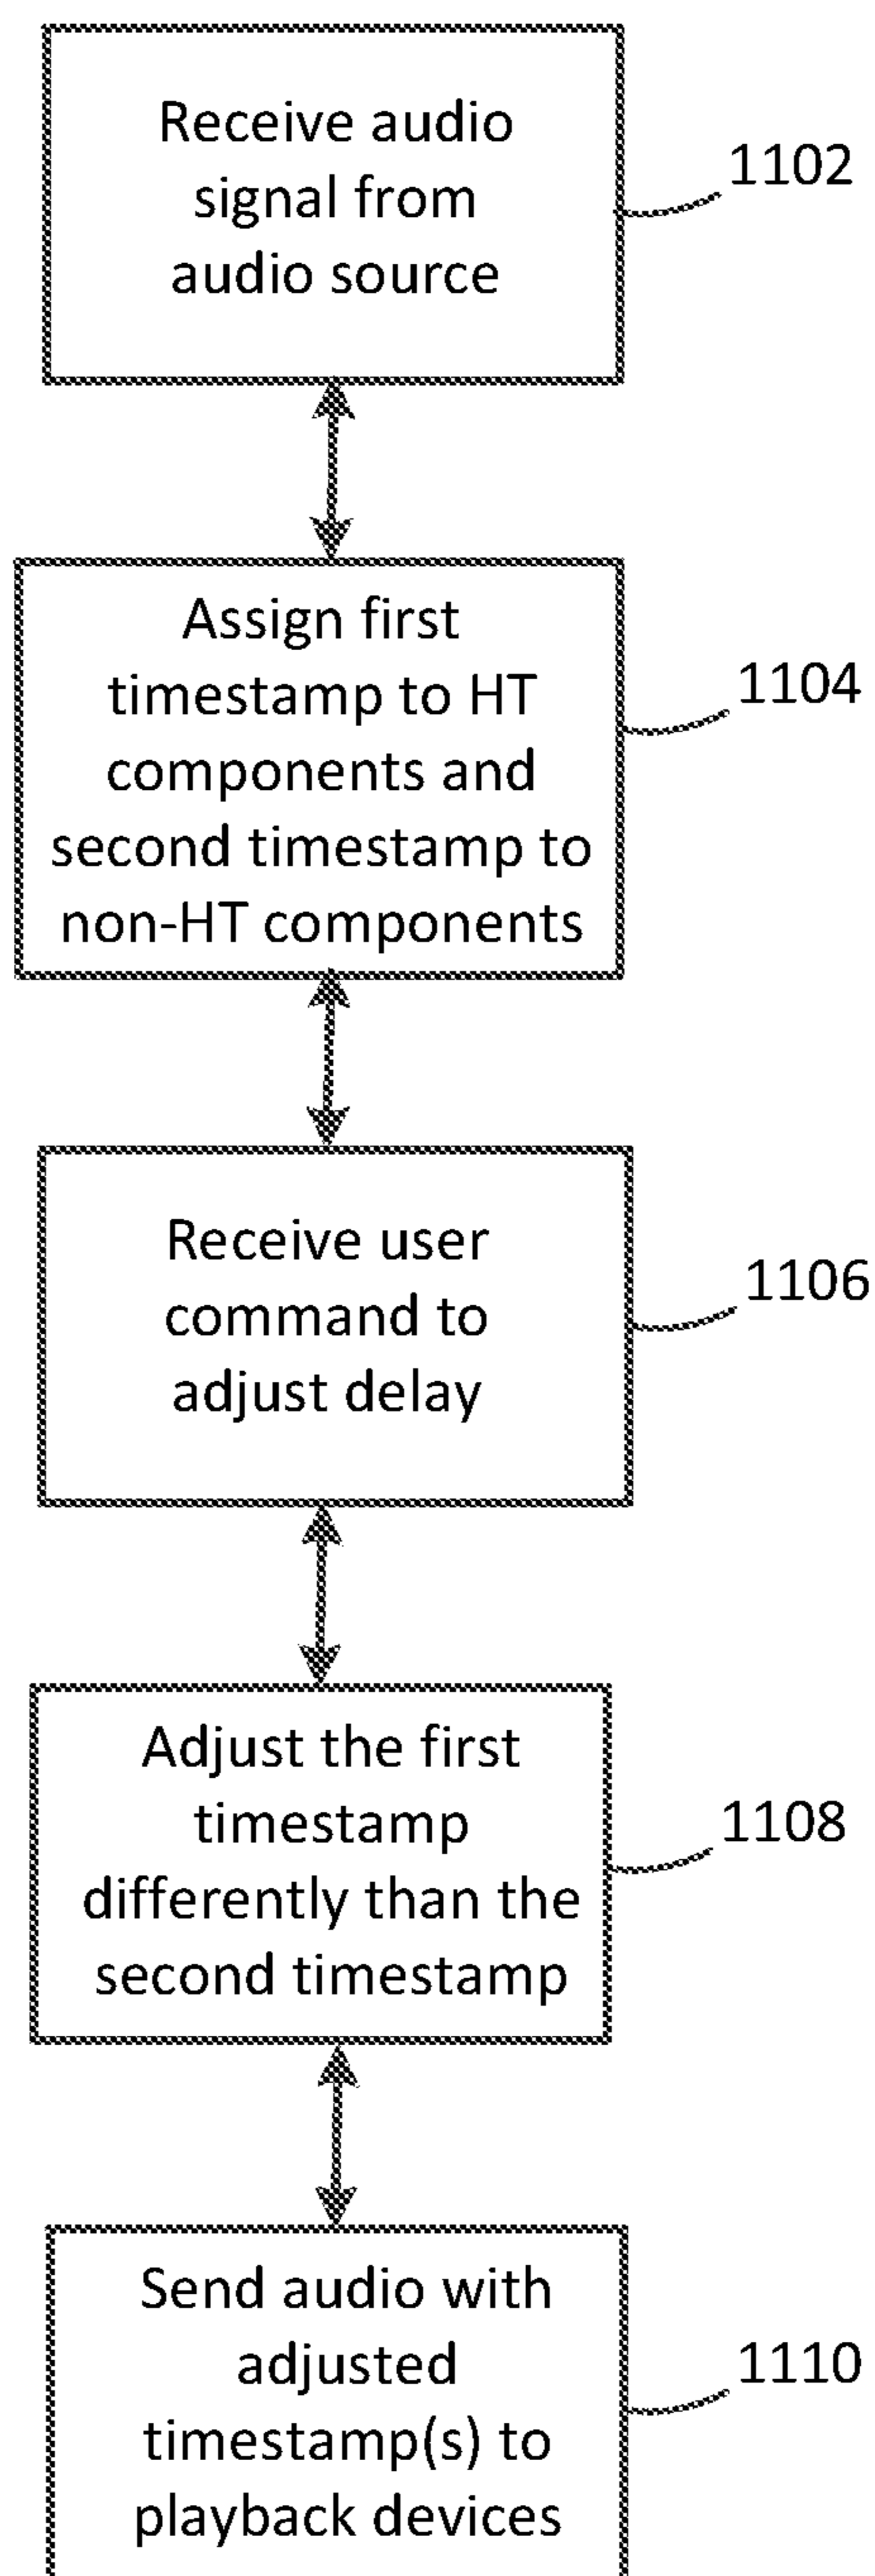 Receive audio
signal from
audio source
1102
Assign first
timestamp to HT
components and
second timestamp to
non-HT components
1104
Receive user
command to
adjust delay
1106
Adjust the first
timestamp
differently than the
second timestamp
1108
Send audio with
adjusted
timestamp(s) to
playback devices
1110